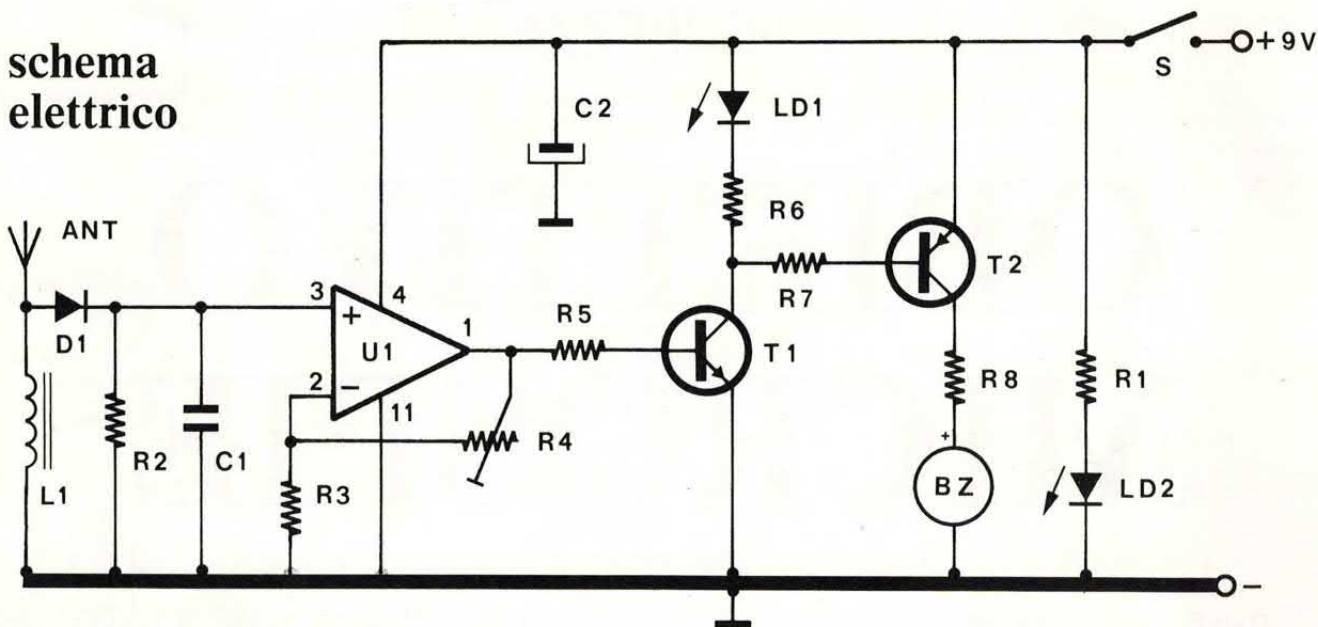 schema
elettrico
ANT
D1
L1
R2
C1
3
+
2
−
U1
4
11
1
R3
R4
R5
C2
LD1
R6
R7
T1
T2
R8
+
BZ
R1
LD2
S
+9V
−